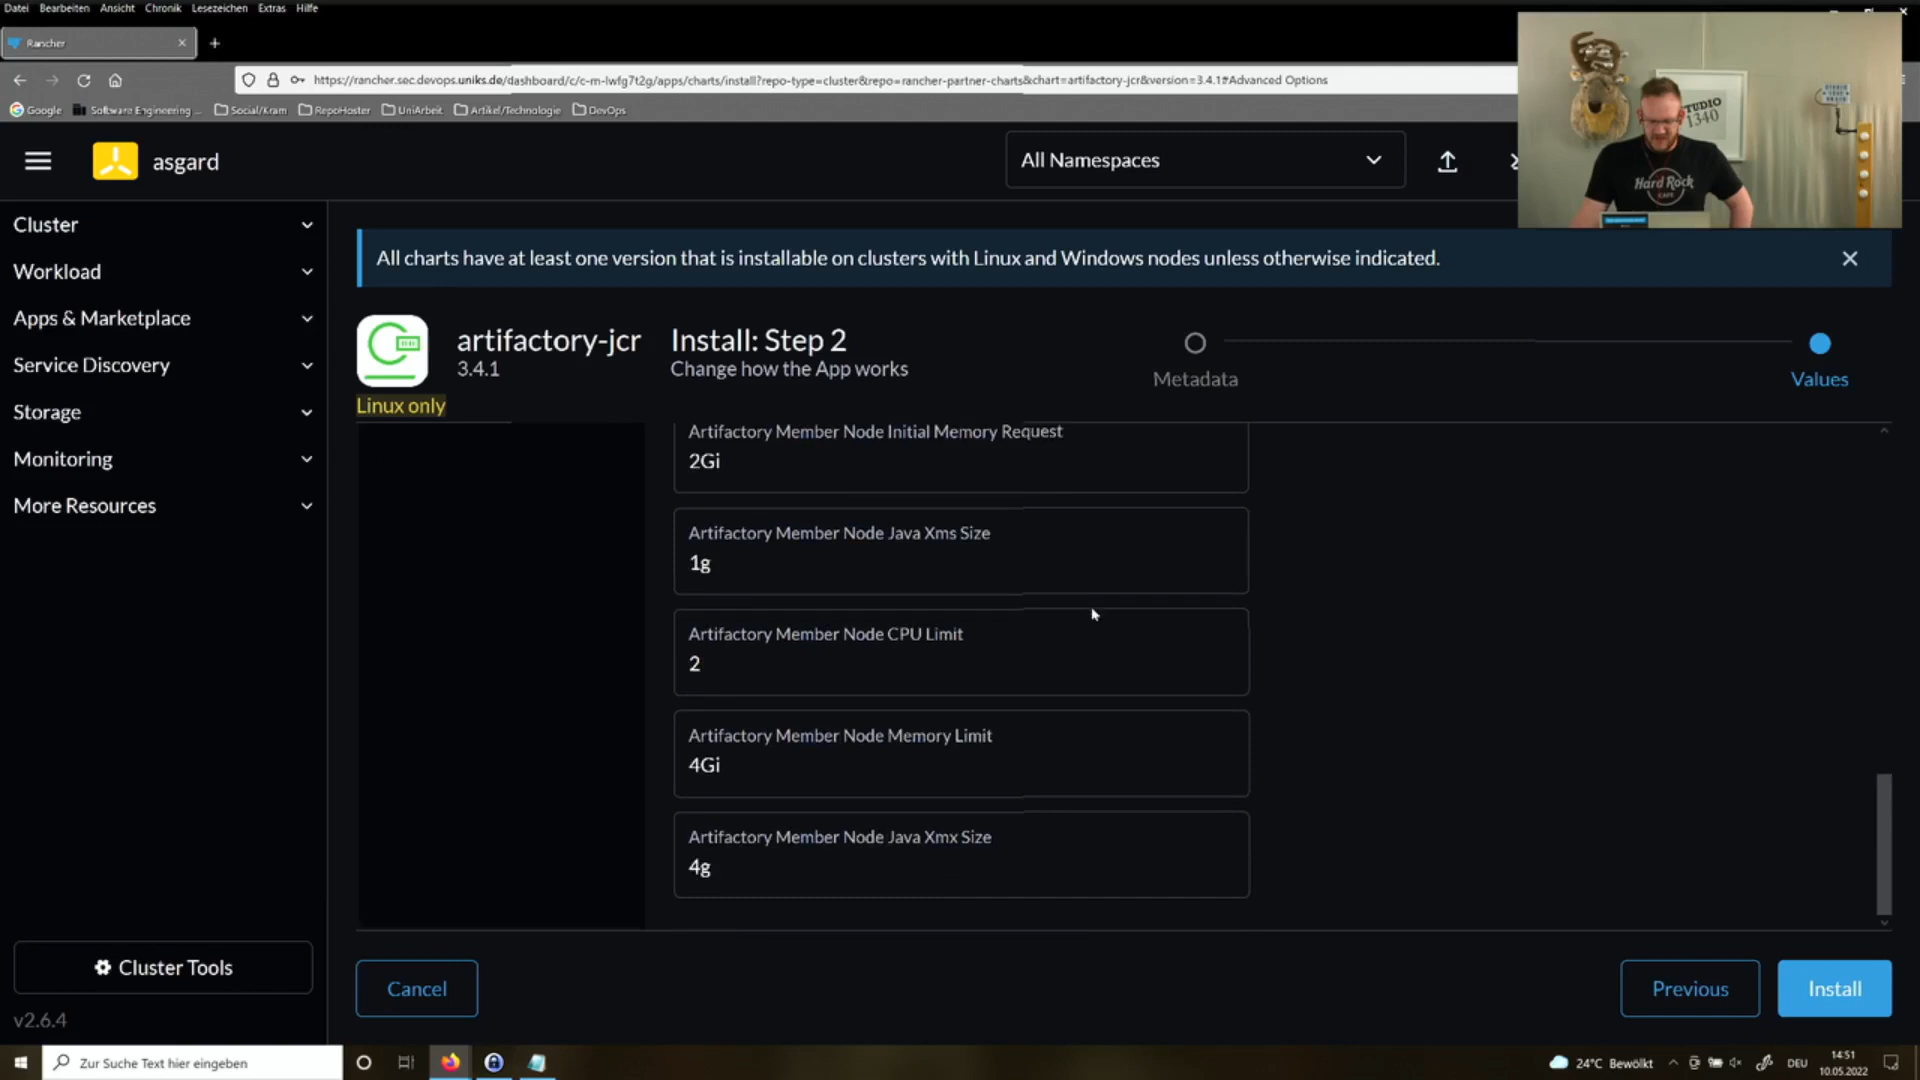 Datei Bearbeiten Ansicht Chronik Lesezeichen Extras Hilfe
Rancher
https://rancher.sec.devops.uniks.de/dashboard/c/c-m-lwfg7t2g/apps/charts/install?repo-type=cluster&repo=rancher-partner-charts&chart=artifactory-jcr&version=3.4.1#Advanced Options
Google Software Engineering ... Social/Kram RepoHoster UniArbeit Artikel/Technologie DevOps
STUDIO
1340
Hard Rock
CAFE
asgard
All Namespaces
Cluster
Workload
Apps & Marketplace
Service Discovery
Storage
Monitoring
More Resources
All charts have at least one version that is installable on clusters with Linux and Windows nodes unless otherwise indicated.
artifactory-jcr
3.4.1
Linux only
Install: Step 2
Change how the App works
Metadata
Values
Artifactory Member Node Initial Memory Request
2Gi
Artifactory Member Node Java Xms Size
1g
Artifactory Member Node CPU Limit
2
Artifactory Member Node Memory Limit
4Gi
Artifactory Member Node Java Xmx Size
4g
Cluster Tools
v2.6.4
Cancel
Previous
Install
Zur Suche Text hier eingeben
24°C Bewölkt
DEU
14:51
10.05.2022